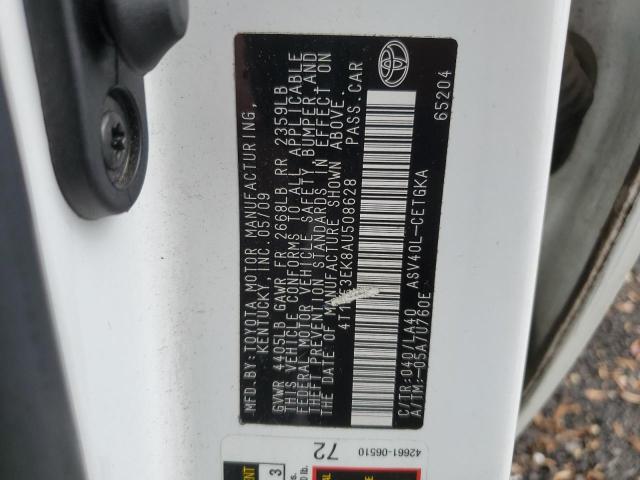 MFD.BY:TOYOTA MOTOR MANUFACTURING,
KENTUCKY, INC. 05/09
GVWR 4405LB GAWR FR 2668LB RR 2359LB
THIS VEHICLE CONFORMS TO ALL APPLICABLE
FEDERAL MOTOR VEHICLE SAFETY BUMPER,AND
THEFT PREVENTION STANDARDS IN EFFECT ON
THE DATE OF MANUFACTURE SHOWN ABOVE.
PASS.CAR
C/TR:040/LA40 ASV40L-CETGKA
A/TM:-05A/U760E
65204
TOYOTA
72
42661-06510
3